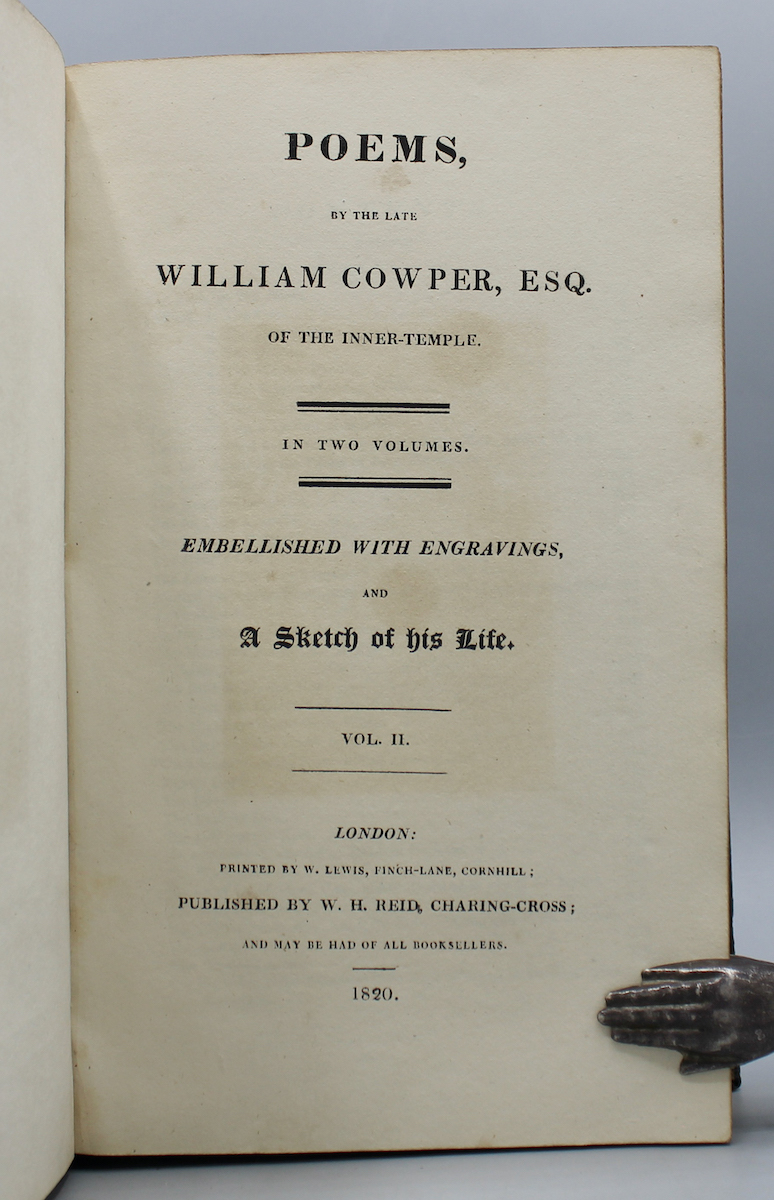 POEMS,
BY THE LATE
WILLIAM COWPER, ESQ.
OF THE INNER-TEMPLE.
IN TWO VOLUMES.
EMBELLISHED WITH ENGRAVINGS,
AND
A Sketch of his Life.
VOL. II.
LONDON:
PRINTED BY W. LEWIS, FINCH-LANE, CORNHILL;
PUBLISHED BY W. H. REID, CHARING-CROSS;
AND MAY BE HAD OF ALL BOOKSELLERS.
1820.